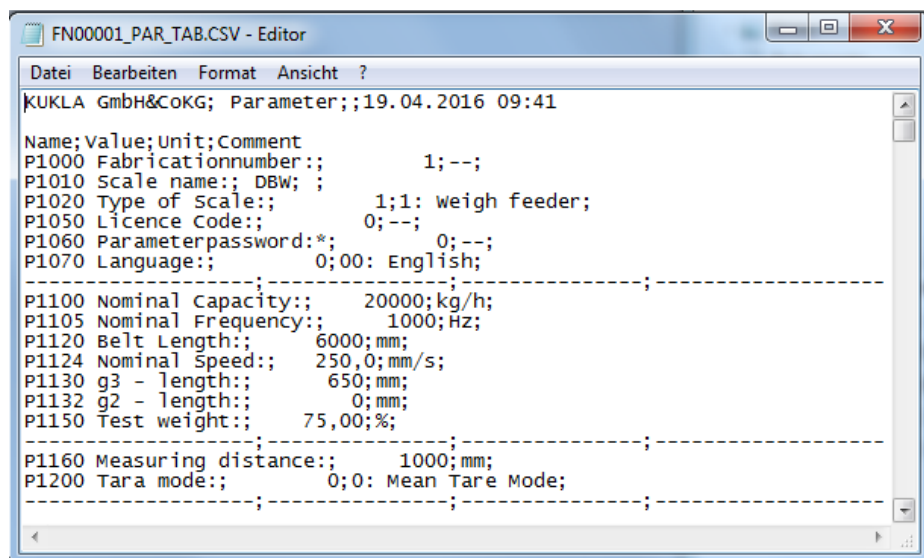 FN00001_PAR_TAB.CSV - Editor
Datei Bearbeiten Format Ansicht ?
KUKLA GmbH&CoKG; Parameter;;19.04.2016 09:41
Name;Value;Unit;Comment
P1000 Fabricationnumber:; 1;--;
P1010 Scale name:; DBW; ;
P1020 Type of Scale:; 1;1: Weigh feeder;
P1050 Licence Code:; 0;--;
P1060 Parameterpassword:*; 0;--;
P1070 Language:; 0;00: English;
-------------------;----------------;---------------;-------------------
P1100 Nominal Capacity:; 20000;kg/h;
P1105 Nominal Frequency:; 1000;Hz;
P1120 Belt Length:; 6000;mm;
P1124 Nominal Speed:; 250,0;mm/s;
P1130 g3 - length:; 650;mm;
P1132 g2 - length:; 0;mm;
P1150 Test weight:; 75,00;%;
-------------------;----------------;---------------;-------------------
P1160 Measuring distance:; 1000;mm;
P1200 Tara mode:; 0;0: Mean Tare Mode;
-------------------;----------------;---------------;-------------------